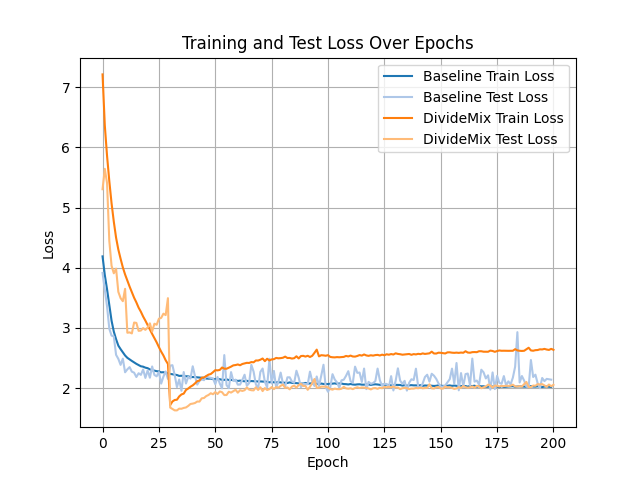 Training and Test Loss Over Epochs
Baseline Train Loss
Baseline Test Loss
DivideMix Train Loss
DivideMix Test Loss
7
6
5
4
3
2
Loss
0 25 50 75 100 125 150 175 200
Epoch